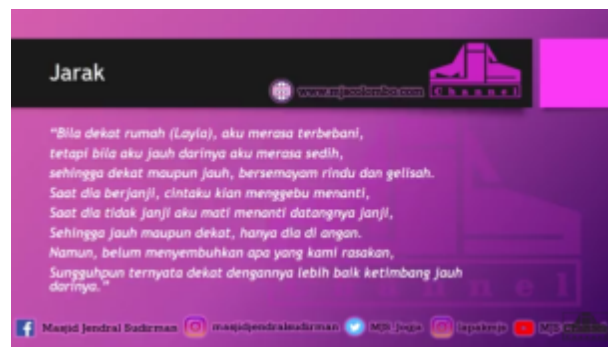 Jarak
www.mjscolombo.com
Channel
"Bila dekat rumah (Layla), aku merasa terbebani,
tetapi bila aku jauh darinya aku merasa sedih,
sehingga dekat maupun jauh, bersemayam rindu dan gelisah.
Saat dia berjanji, cintaku kian menggebu menanti,
Saat dia tidak janji aku mati menanti datangnya janji,
Sehingga jauh maupun dekat, hanya dia di angan.
Namun, belum menyembuhkan apa yang kami rasakan,
Sungguhpun ternyata dekat dengannya lebih baik ketimbang jauh
darinya."
Masjid Jendral Sudirman masjidjendralsudirman MJS Jogja lapakmjs MJS Channel